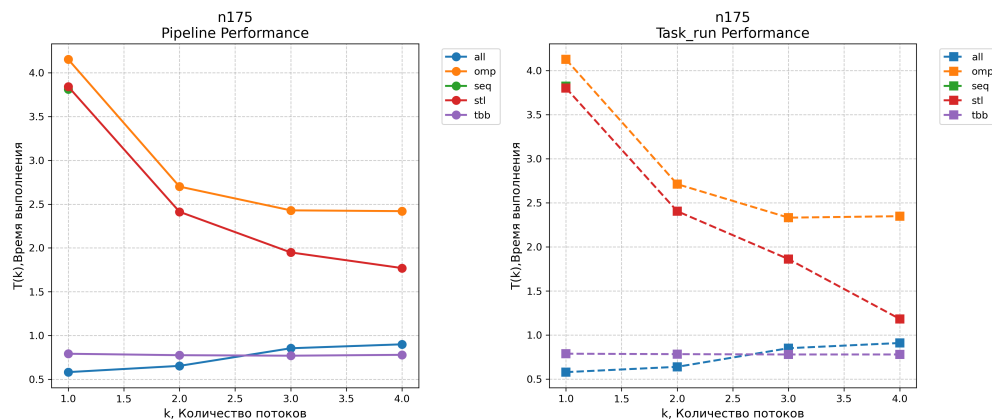 n175
Pipeline Performance
T(k),Время выполнения
4.0
3.5
3.0
2.5
2.0
1.5
1.0
0.5
1.0 1.5 2.0 2.5 3.0 3.5 4.0
k, Количество потоков
all
omp
seq
stl
tbb
n175
Task_run Performance
T(k),Время выполнения
4.0
3.5
3.0
2.5
2.0
1.5
1.0
0.5
1.0 1.5 2.0 2.5 3.0 3.5 4.0
k, Количество потоков
all
omp
seq
stl
tbb